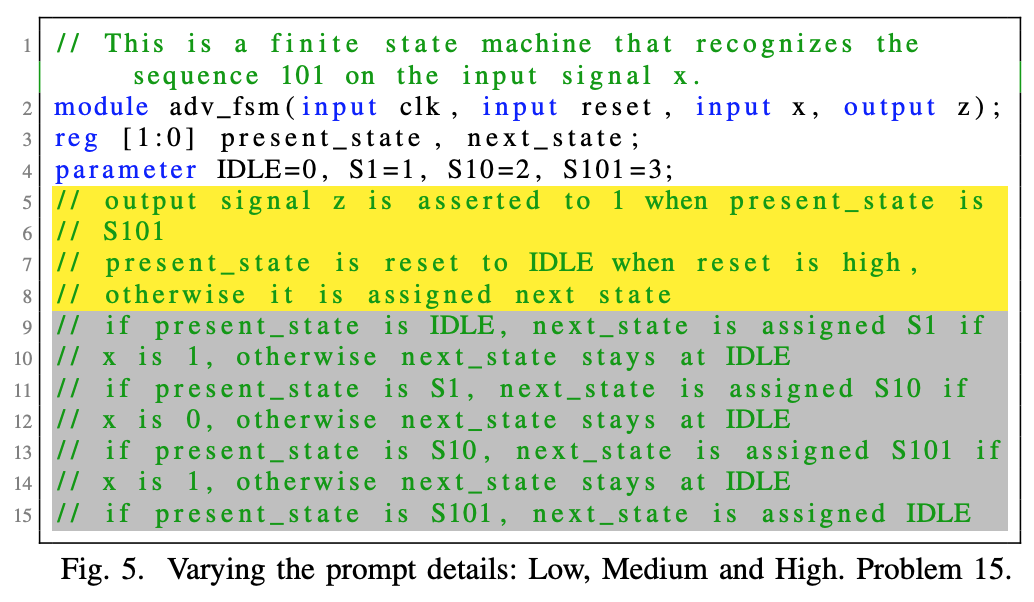 1 // This is a finite state machine that recognizes the
sequence 101 on the input signal x.
2 module adv_fsm(input clk, input reset, input x, output z);
3 reg [1:0] present_state, next_state;
4 parameter IDLE=0, S1=1, S10=2, S101=3;
5 // output signal z is asserted to 1 when present_state is
6 // S101
7 // present_state is reset to IDLE when reset is high,
8 // otherwise it is assigned next state
9 // if present_state is IDLE, next_state is assigned S1 if
10 // x is 1, otherwise next_state stays at IDLE
11 // if present_state is S1, next_state is assigned S10 if
12 // x is 0, otherwise next_state stays at IDLE
13 // if present_state is S10, next_state is assigned S101 if
14 // x is 1, otherwise next_state stays at IDLE
15 // if present_state is S101, next_state is assigned IDLE
Fig. 5. Varying the prompt details: Low, Medium and High. Problem 15.